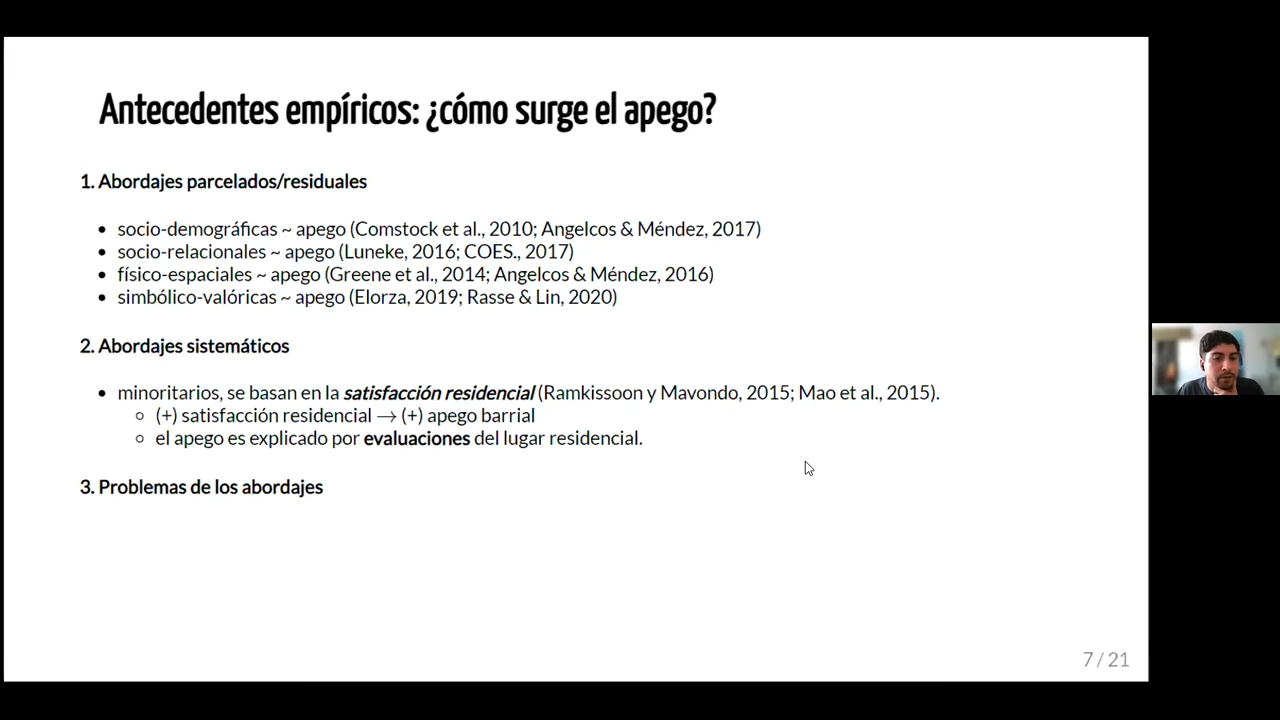 Antecedentes empíricos: ¿cómo surge el apego?
1. Abordajes parcelados/residuales
• socio-demográficas ~ apego (Comstock et al., 2010; Angelcos & Méndez, 2017)
• socio-relacionales ~ apego (Luneke, 2016; COES., 2017)
• físico-espaciales ~ apego (Greene et al., 2014; Angelcos & Méndez, 2016)
• simbólico-valóricas ~ apego (Elorza, 2019; Rasse & Lin, 2020)
2. Abordajes sistemáticos
• minoritarios, se basan en la satisfacción residencial (Ramkissoon y Mavondo, 2015; Mao et al., 2015).
○ (+) satisfacción residencial → (+) apego barrial
○ el apego es explicado por evaluaciones del lugar residencial.
3. Problemas de los abordajes
7 / 21